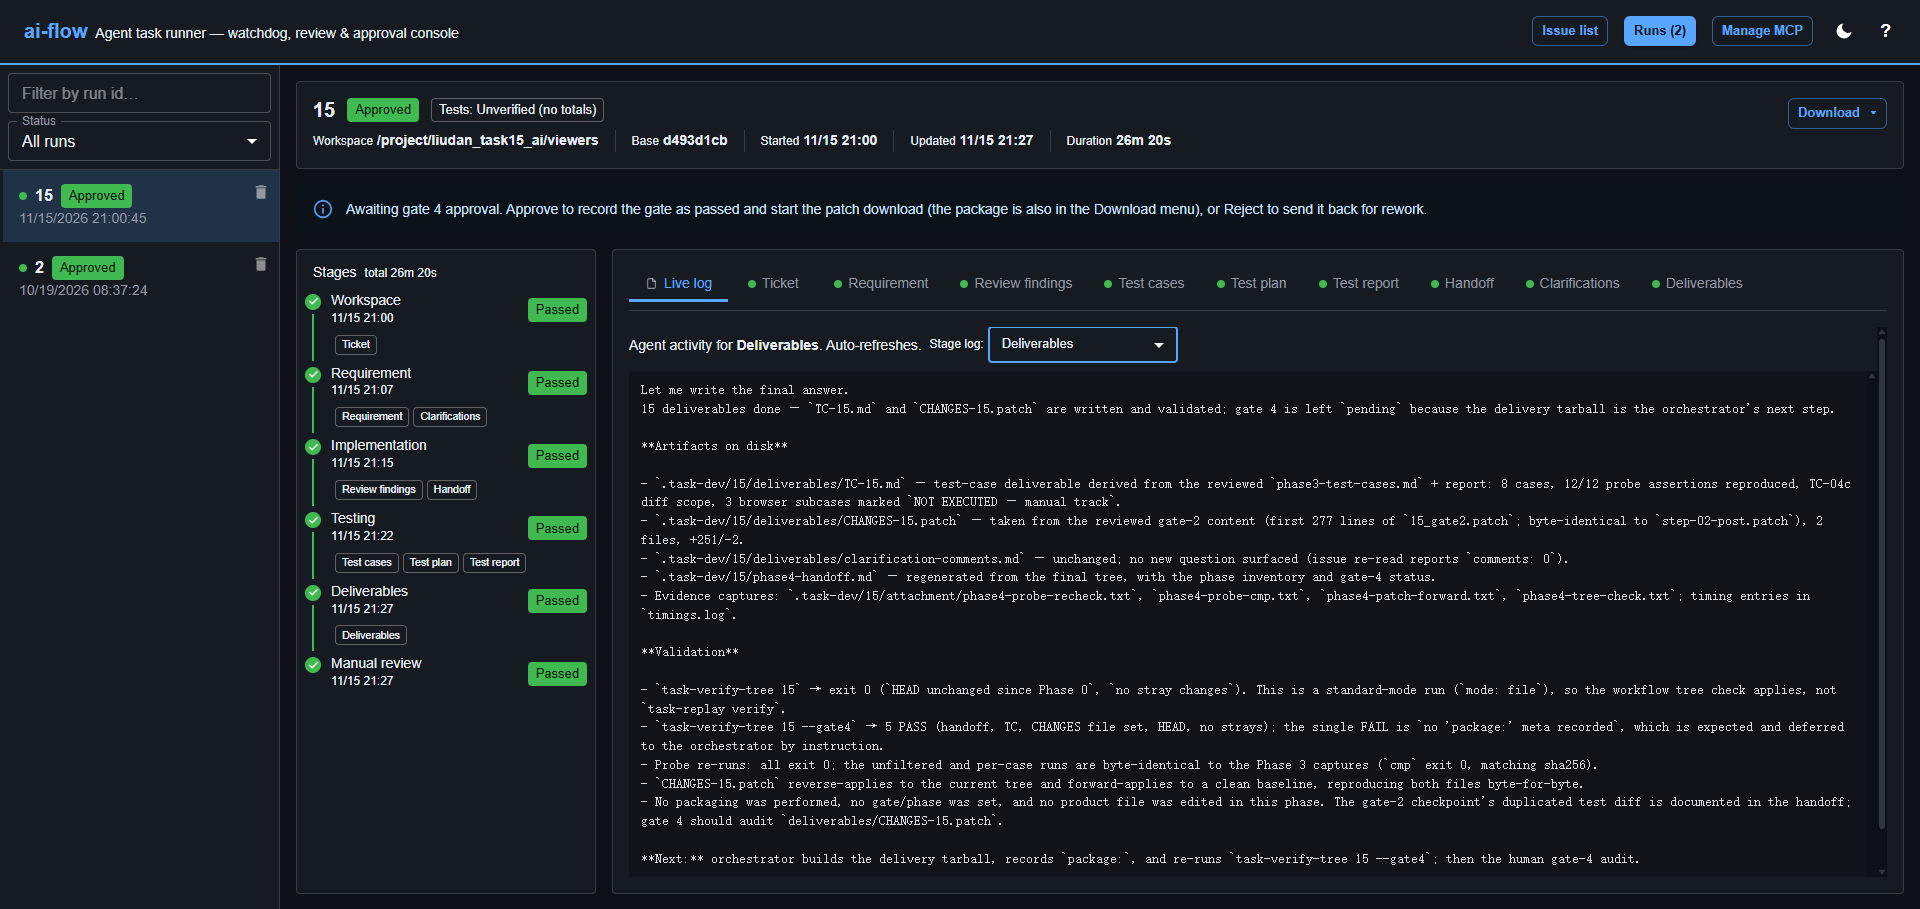 ai-flow Agent task runner — watchdog, review & approval console
Issue list
Runs (2)
Manage MCP
?
Filter by run id…
Status
All runs
15 Approved
11/15/2026 21:00:45
2 Approved
10/19/2026 08:37:24
15 Approved Tests: Unverified (no totals)
Download
Workspace /project/liudan_task15_ai/viewers Base d493d1cb Started 11/15 21:00 Updated 11/15 21:27 Duration 26m 20s
Awaiting gate 4 approval. Approve to record the gate as passed and start the patch download (the package is also in the Download menu), or Reject to send it back for rework.
Stages total 26m 20s
Workspace
11/15 21:00
Passed
Ticket
Requirement
11/15 21:07
Passed
Requirement Clarifications
Implementation
11/15 21:15
Passed
Review findings Handoff
Testing
11/15 21:22
Passed
Test cases Test plan Test report
Deliverables
11/15 21:27
Passed
Deliverables
Manual review
11/15 21:27
Passed
Live log Ticket Requirement Review findings Test cases Test plan Test report Handoff Clarifications Deliverables
Agent activity for Deliverables. Auto-refreshes. Stage log: Deliverables
Let me write the final answer.
15 deliverables done — `TC-15.md` and `CHANGES-15.patch` are written and validated; gate 4 is left `pending` because the delivery tarball is the orchestrator's next step.
**Artifacts on disk**
- `.task-dev/15/deliverables/TC-15.md` — test-case deliverable derived from the reviewed `phase3-test-cases.md` + report: 8 cases, 12/12 probe assertions reproduced, TC-04c
diff scope, 3 browser subcases marked `NOT EXECUTED — manual track`.
- `.task-dev/15/deliverables/CHANGES-15.patch` — taken from the reviewed gate-2 content (first 277 lines of `15_gate2.patch`; byte-identical to `step-02-post.patch`), 2
files, +251/-2.
- `.task-dev/15/deliverables/clarification-comments.md` — unchanged; no new question surfaced (issue re-read reports `comments: 0`).
- `.task-dev/15/phase4-handoff.md` — regenerated from the final tree, with the phase inventory and gate-4 status.
- Evidence captures: `.task-dev/15/attachment/phase4-probe-recheck.txt`, `phase4-probe-cmp.txt`, `phase4-patch-forward.txt`, `phase4-tree-check.txt`; timing entries in
`timings.log`.
**Validation**
- `task-verify-tree 15` → exit 0 (`HEAD unchanged since Phase 0`, `no stray changes`). This is a standard-mode run (`mode: file`), so the workflow tree check applies, not
`task-replay verify`.
- `task-verify-tree 15 --gate4` → 5 PASS (handoff, TC, CHANGES file set, HEAD, no strays); the single FAIL is `no 'package:' meta recorded`, which is expected and deferred
to the orchestrator by instruction.
- Probe re-runs: all exit 0; the unfiltered and per-case runs are byte-identical to the Phase 3 captures (`cmp` exit 0, matching sha256).
- `CHANGES-15.patch` reverse-applies to the current tree and forward-applies to a clean baseline, reproducing both files byte-for-byte.
- No packaging was performed, no gate/phase was set, and no product file was edited in this phase. The gate-2 checkpoint's duplicated test diff is documented in the handoff;
gate 4 should audit `deliverables/CHANGES-15.patch`.
**Next:** orchestrator builds the delivery tarball, records `package:`, and re-runs `task-verify-tree 15 --gate4`; then the human gate-4 audit.